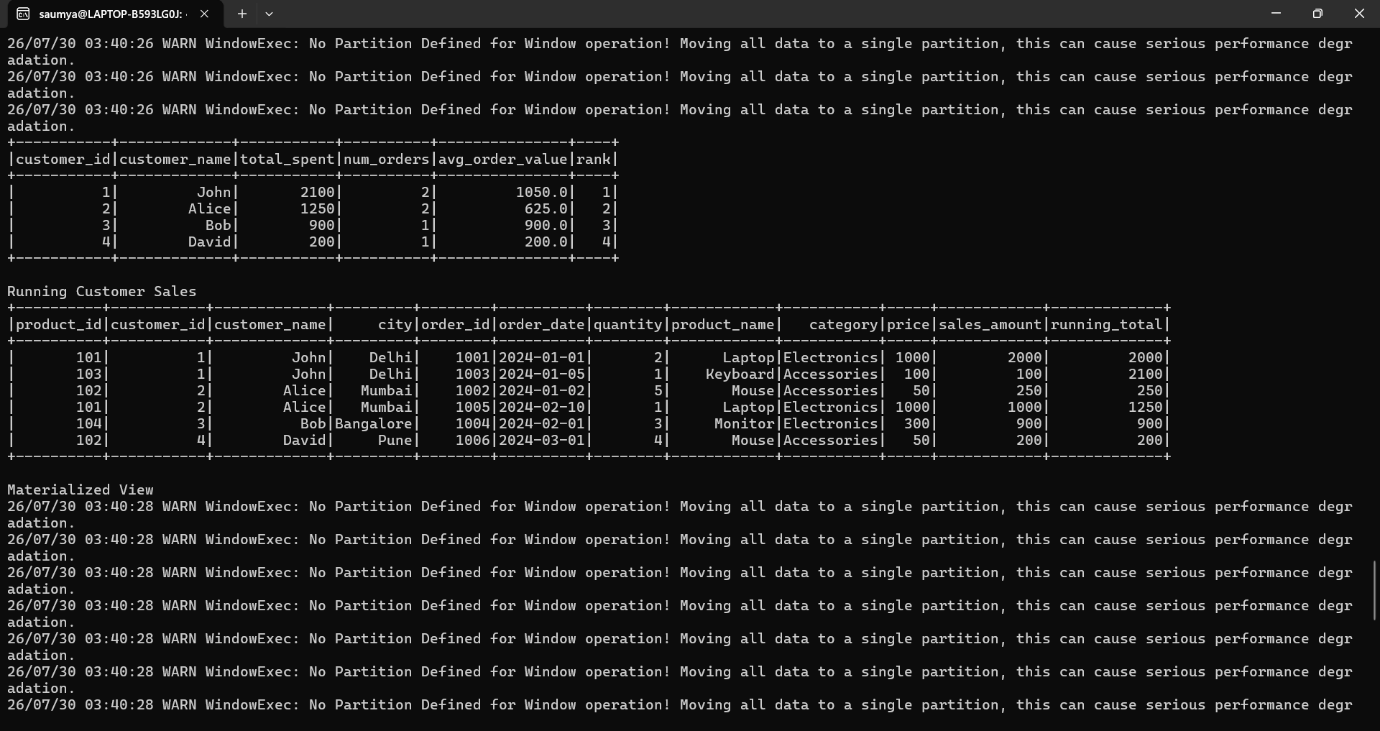 saumya@LAPTOP-B593LG0J: ·
26/07/30 03:40:26 WARN WindowExec: No Partition Defined for Window operation! Moving all data to a single partition, this can cause serious performance degr
adation.
26/07/30 03:40:26 WARN WindowExec: No Partition Defined for Window operation! Moving all data to a single partition, this can cause serious performance degr
adation.
26/07/30 03:40:26 WARN WindowExec: No Partition Defined for Window operation! Moving all data to a single partition, this can cause serious performance degr
adation.
+-----------+-------------+-----------+----------+---------------+----+
|customer_id|customer_name|total_spent|num_orders|avg_order_value|rank|
+-----------+-------------+-----------+----------+---------------+----+
|          1|         John|       2100|         2|         1050.0|   1|
|          2|        Alice|       1250|         2|          625.0|   2|
|          3|          Bob|        900|         1|          900.0|   3|
|          4|        David|        200|         1|          200.0|   4|
+-----------+-------------+-----------+----------+---------------+----+
Running Customer Sales
+----------+-----------+-------------+---------+--------+----------+--------+------------+-----------+-----+------------+-------------+
|product_id|customer_id|customer_name|     city|order_id|order_date|quantity|product_name|   category|price|sales_amount|running_total|
+----------+-----------+-------------+---------+--------+----------+--------+------------+-----------+-----+------------+-------------+
|       101|          1|         John|    Delhi|    1001|2024-01-01|       2|      Laptop|Electronics| 1000|        2000|         2000|
|       103|          1|         John|    Delhi|    1003|2024-01-05|       1|    Keyboard|Accessories|  100|         100|         2100|
|       102|          2|        Alice|   Mumbai|    1002|2024-01-02|       5|       Mouse|Accessories|   50|         250|          250|
|       101|          2|        Alice|   Mumbai|    1005|2024-02-10|       1|      Laptop|Electronics| 1000|        1000|         1250|
|       104|          3|          Bob|Bangalore|    1004|2024-02-01|       3|     Monitor|Electronics|  300|         900|          900|
|       102|          4|        David|     Pune|    1006|2024-03-01|       4|       Mouse|Accessories|   50|         200|          200|
+----------+-----------+-------------+---------+--------+----------+--------+------------+-----------+-----+------------+-------------+
Materialized View
26/07/30 03:40:28 WARN WindowExec: No Partition Defined for Window operation! Moving all data to a single partition, this can cause serious performance degr
adation.
26/07/30 03:40:28 WARN WindowExec: No Partition Defined for Window operation! Moving all data to a single partition, this can cause serious performance degr
adation.
26/07/30 03:40:28 WARN WindowExec: No Partition Defined for Window operation! Moving all data to a single partition, this can cause serious performance degr
adation.
26/07/30 03:40:28 WARN WindowExec: No Partition Defined for Window operation! Moving all data to a single partition, this can cause serious performance degr
adation.
26/07/30 03:40:28 WARN WindowExec: No Partition Defined for Window operation! Moving all data to a single partition, this can cause serious performance degr
adation.
26/07/30 03:40:28 WARN WindowExec: No Partition Defined for Window operation! Moving all data to a single partition, this can cause serious performance degr
adation.
26/07/30 03:40:28 WARN WindowExec: No Partition Defined for Window operation! Moving all data to a single partition, this can cause serious performance degr